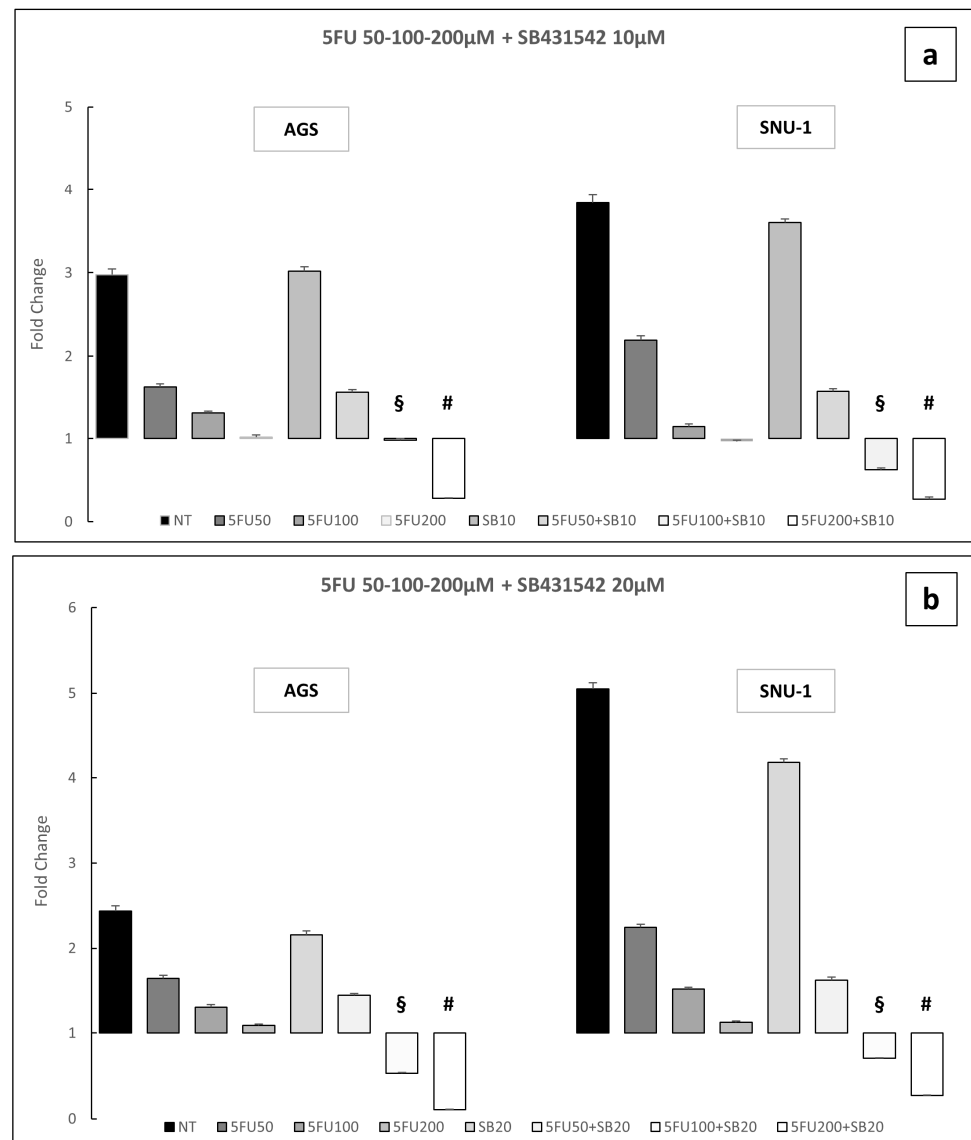 5FU 50-100-200µM + SB431542 10µM
a
5
AGS
SNU-1
4
3
Fold Change
2
§ # § #
1
0
NT 5FU50 5FU100 5FU200 SB10 5FU50+SB10 5FU100+SB10 5FU200+SB10
5FU 50-100-200µM + SB431542 20µM
b
6
AGS
SNU-1
5
4
3
Fold Change
2
§ # § #
1
0
NT 5FU50 5FU100 5FU200 SB20 5FU50+SB20 5FU100+SB20 5FU200+SB20